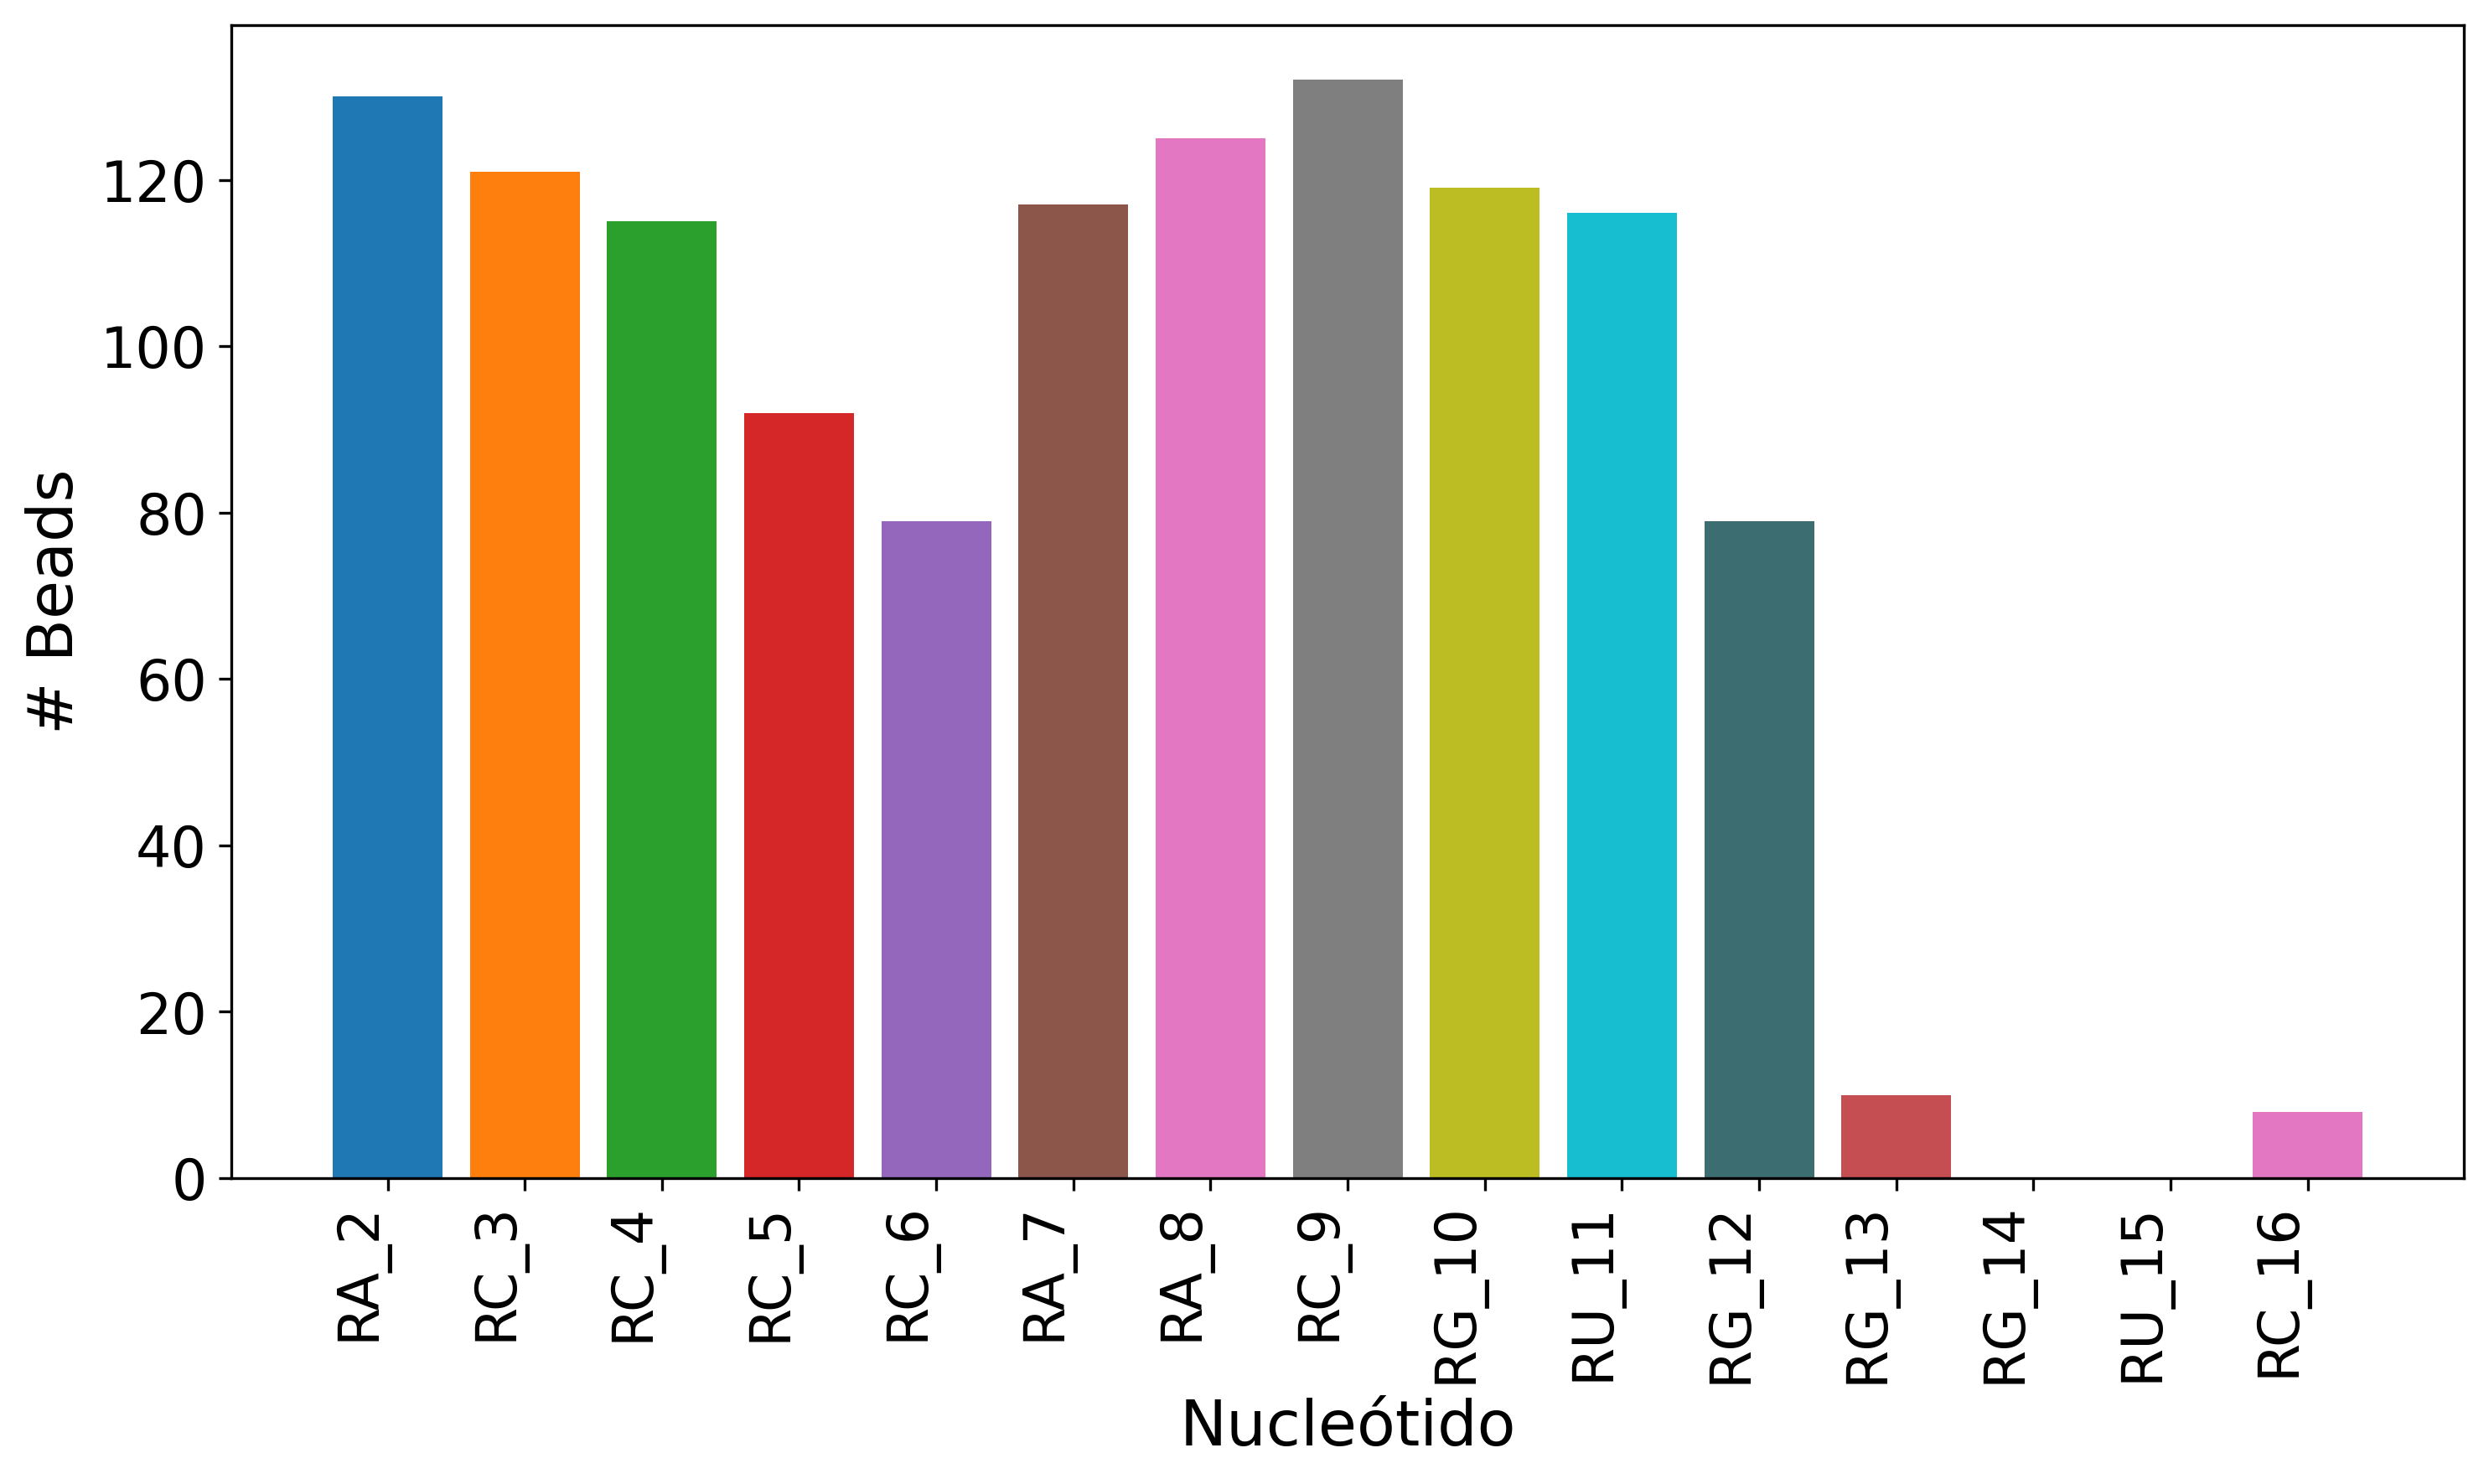 # Beads
120
100
80
60
40
20
0
RA_2
RC_3
RC_4
RC_5
RC_6
RA_7
RA_8
RC_9
RG_10
RU_11
RG_12
RG_13
RG_14
RU_15
RC_16
Nucleótido